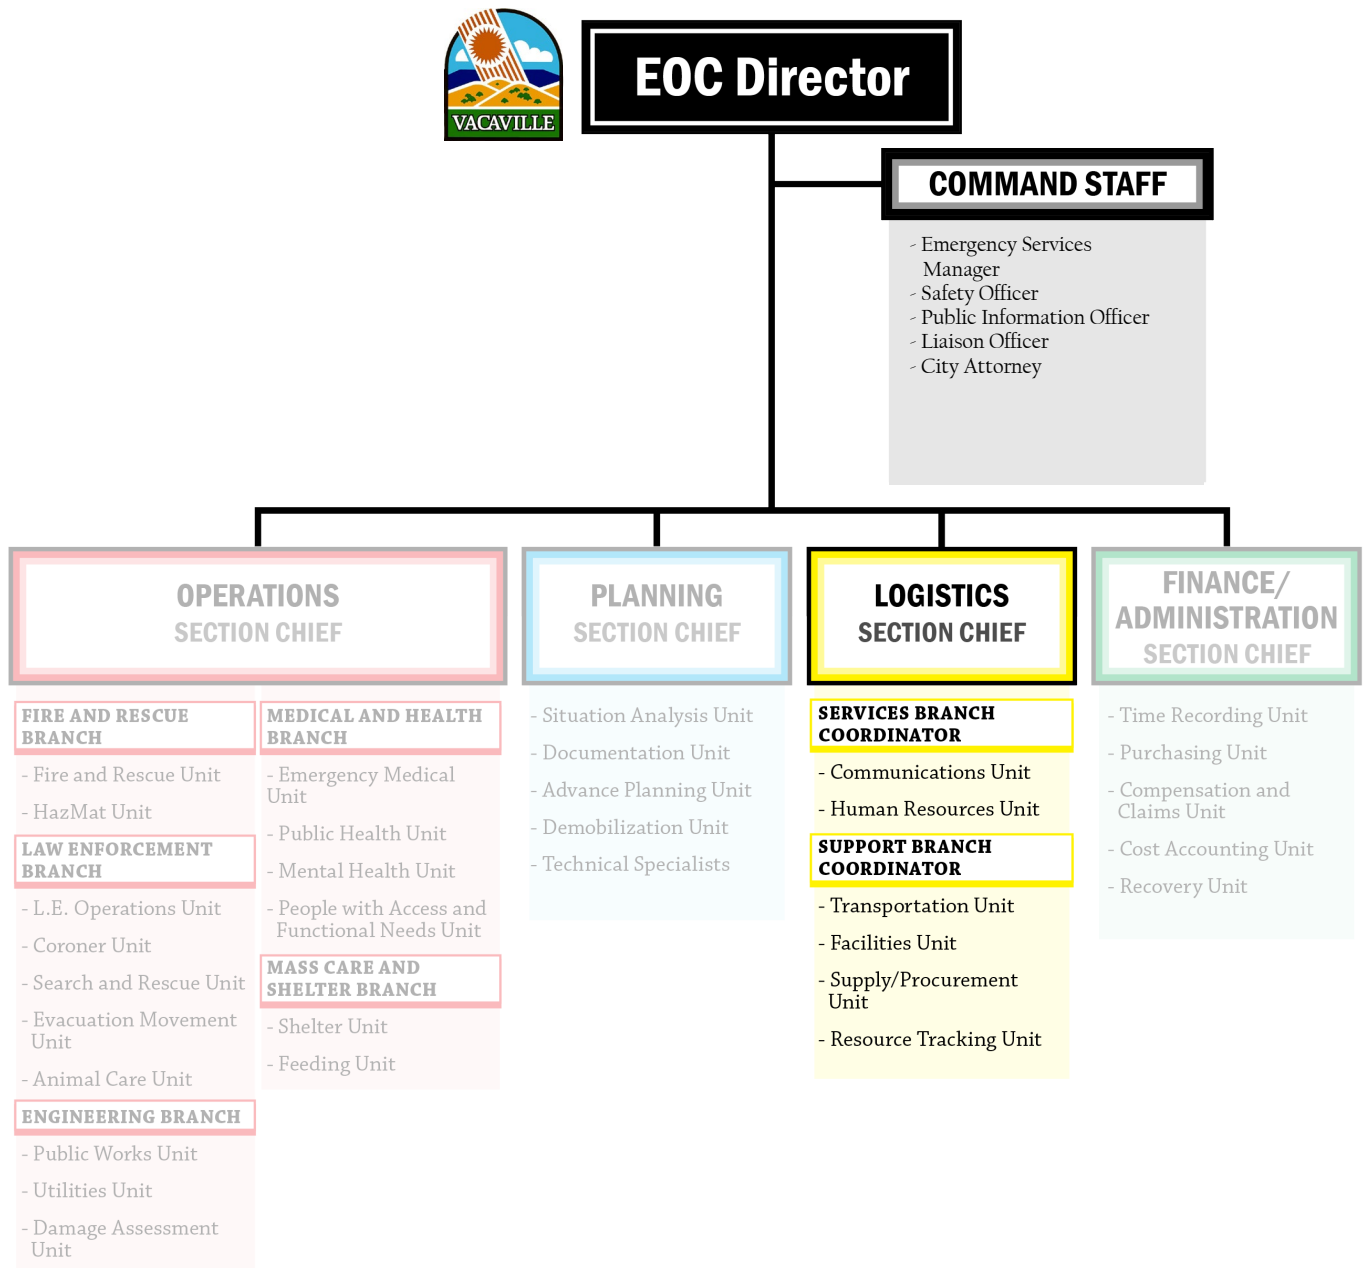 VACAVILLE
EOC Director
COMMAND STAFF
- Emergency Services
Manager
- Safety Officer
- Public Information Officer
- Liaison Officer
- City Attorney
OPERATIONS
SECTION CHIEF
FIRE AND RESCUE
BRANCH
- Fire and Rescue Unit
- HazMat Unit
LAW ENFORCEMENT
BRANCH
- L.E. Operations Unit
- Coroner Unit
- Search and Rescue Unit
- Evacuation Movement
Unit
- Animal Care Unit
ENGINEERING BRANCH
- Public Works Unit
- Utilities Unit
- Damage Assessment
Unit
MEDICAL AND HEALTH
BRANCH
- Emergency Medical
Unit
- Public Health Unit
- Mental Health Unit
- People with Access and
Functional Needs Unit
MASS CARE AND
SHELTER BRANCH
- Shelter Unit
- Feeding Unit
PLANNING
SECTION CHIEF
- Situation Analysis Unit
- Documentation Unit
- Advance Planning Unit
- Demobilization Unit
- Technical Specialists
LOGISTICS
SECTION CHIEF
SERVICES BRANCH
COORDINATOR
- Communications Unit
- Human Resources Unit
SUPPORT BRANCH
COORDINATOR
- Transportation Unit
- Facilities Unit
- Supply/Procurement
Unit
- Resource Tracking Unit
FINANCE/
ADMINISTRATION
SECTION CHIEF
- Time Recording Unit
- Purchasing Unit
- Compensation and
Claims Unit
- Cost Accounting Unit
- Recovery Unit